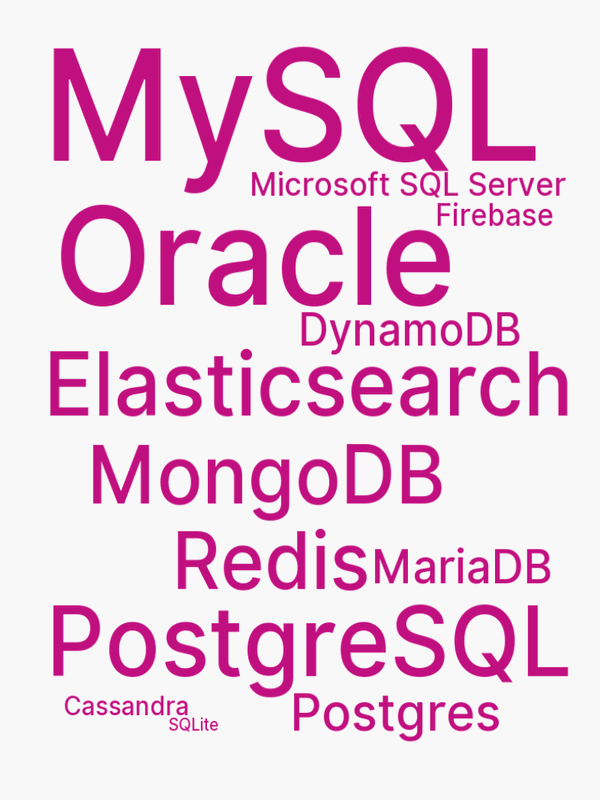 MySQL
Microsoft SQL Server
Firebase
Oracle
DynamoDB
Elasticsearch
MongoDB
Redis
MariaDB
PostgreSQL
Cassandra
Postgres
SQLite